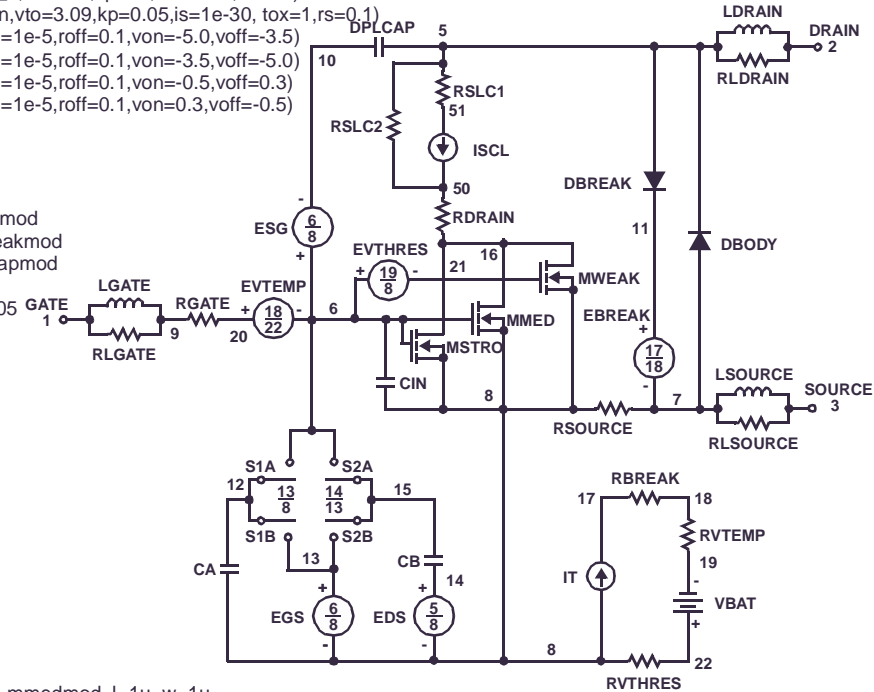 n,vto=3.09,kp=0.05,is=1e-30, tox=1,rs=0.1)
=1e-5,roff=0.1,von=-5.0,voff=-3.5)
=1e-5,roff=0.1,von=-3.5,voff=-5.0)
=1e-5,roff=0.1,von=-0.5,voff=0.3)
=1e-5,roff=0.1,von=0.3,voff=-0.5)
DPLCAP
5
10
LDRAIN
DRAIN
2
RLDRAIN
RSLC1
51
RSLC2
ISCL
50
DBREAK
RDRAIN
mod
eakmod
apmod
ESG
6
8
-
+
11
DBODY
EVTHRES
16
21
+
19
8
-
MWEAK
LGATE
EVTEMP
05
GATE
1
RGATE
+
18
22
-
6
MMED
EBREAK
+
9
20
RLGATE
MSTRO
17
18
-
CIN
LSOURCE
SOURCE
3
8
7
RSOURCE
RLSOURCE
S1A
S2A
12
13
8
14
13
15
RBREAK
17
18
S1B
S2B
RVTEMP
13
CB
19
CA
14
IT
-
VBAT
+
+
EGS
6
8
-
+
EDS
5
8
-
8
22
RVTHRES
mmedmod l=1u w=1u